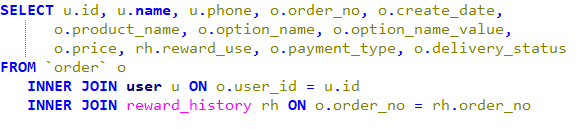 SELECT u.id, u.name, u.phone, o.order_no, o.create_date,
o.product_name, o.option_name, o.option_name_value,
o.price, rh.reward_use, o.payment_type, o.delivery_status
FROM `order` o
INNER JOIN user u ON o.user_id = u.id
INNER JOIN reward_history rh ON o.order_no = rh.order_no